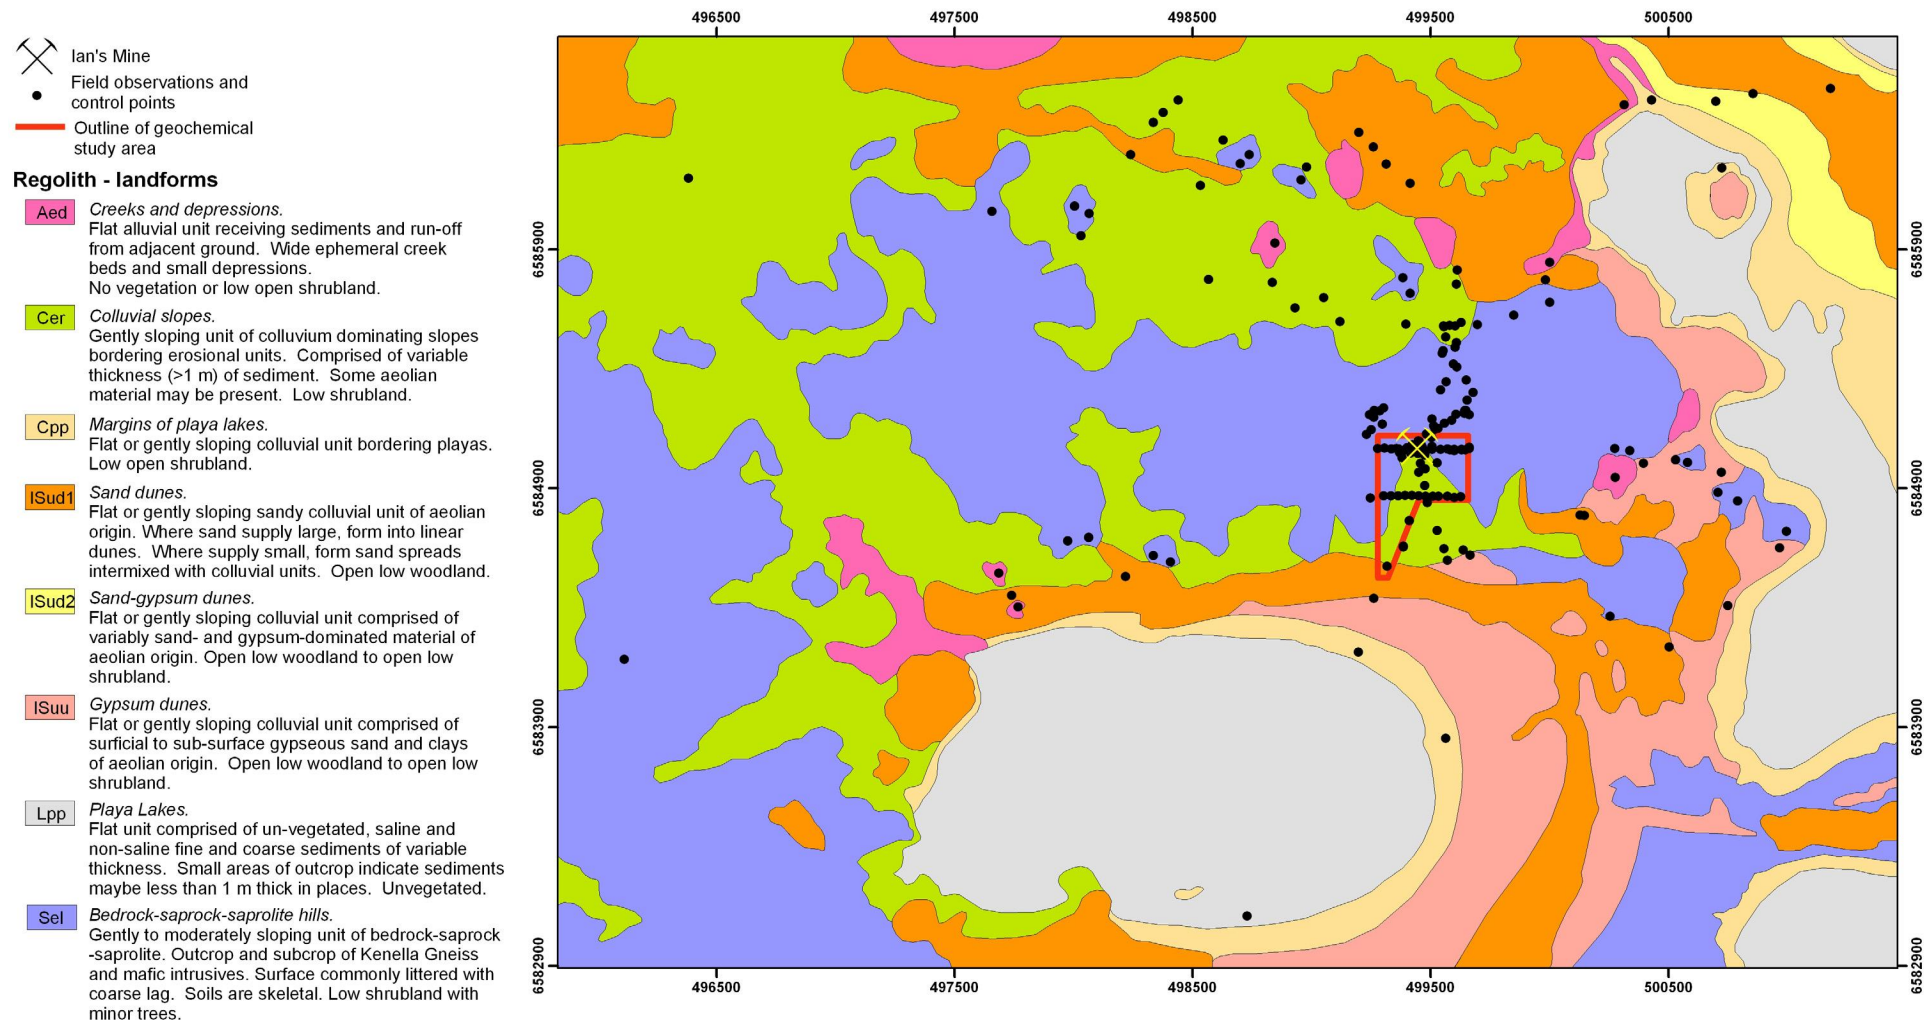 496500
497500
498500
499500
500500
Ian's Mine
Field observations and
control points
Outline of geochemical
study area
Regolith - landforms
Aed
Creeks and depressions.
Flat alluvial unit receiving sediments and run-off
from adjacent ground. Wide ephemeral creek
beds and small depressions.
No vegetation or low open shrubland.
Cer
Colluvial slopes.
Gently sloping unit of colluvium dominating slopes
bordering erosional units. Comprised of variable
thickness (>1 m) of sediment. Some aeolian
material may be present. Low shrubland.
Cpp
Margins of playa lakes.
Flat or gently sloping colluvial unit bordering playas.
Low open shrubland.
ISud1
Sand dunes.
Flat or gently sloping sandy colluvial unit of aeolian
origin. Where sand supply large, form into linear
dunes. Where supply small, form sand spreads
intermixed with colluvial units. Open low woodland.
ISud2
Sand-gypsum dunes.
Flat or gently sloping colluvial unit comprised of
variably sand- and gypsum-dominated material of
aeolian origin. Open low woodland to open low
shrubland.
ISuu
Gypsum dunes.
Flat or gently sloping colluvial unit comprised of
surficial to sub-surface gypseous sand and clays
of aeolian origin. Open low woodland to open low
shrubland.
Lpp
Playa Lakes.
Flat unit comprised of un-vegetated, saline and
non-saline fine and coarse sediments of variable
thickness. Small areas of outcrop indicate sediments
maybe less than 1 m thick in places. Unvegetated.
Sel
Bedrock-saprock-saprolite hills.
Gently to moderately sloping unit of bedrock-saprock
-saprolite. Outcrop and subcrop of Kenella Gneiss
and mafic intrusives. Surface commonly littered with
coarse lag. Soils are skeletal. Low shrubland with
minor trees.
6585900
6584900
6583900
6582900
6585900
6584900
6583900
6582900
496500
497500
498500
499500
500500